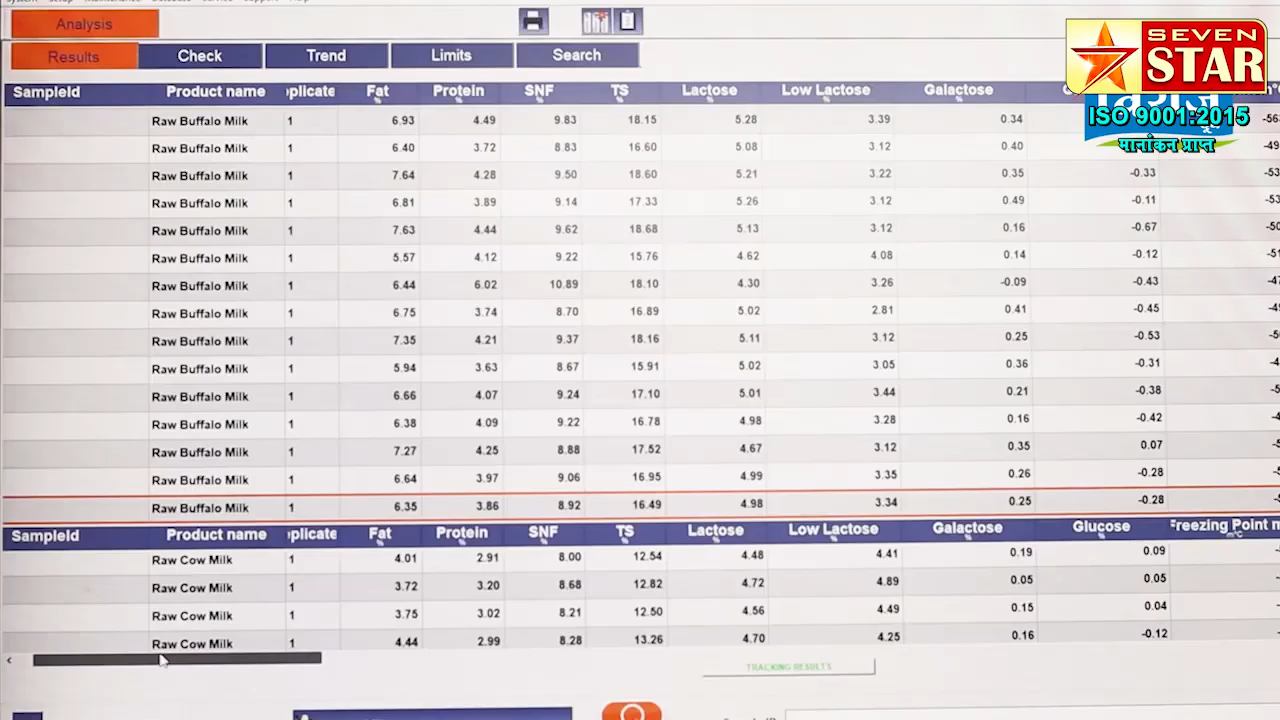 Analysis
Results Check Trend Limits Search
SEVEN
STAR
ISO 9001:2015
मानांकन प्राप्त
SampleId Product name plicate Fat % Protein % SNF % TS % Lactose % Low Lactose % Galactose %
Raw Buffalo Milk 1 6.93 4.49 9.83 18.15 5.28 3.39 0.34
Raw Buffalo Milk 1 6.40 3.72 8.83 16.60 5.08 3.12 0.40
Raw Buffalo Milk 1 7.64 4.28 9.50 18.60 5.21 3.22 0.35 -0.33
Raw Buffalo Milk 1 6.81 3.89 9.14 17.33 5.26 3.12 0.49 -0.11
Raw Buffalo Milk 1 7.63 4.44 9.62 18.68 5.13 3.12 0.16 -0.67
Raw Buffalo Milk 1 5.57 4.12 9.22 15.76 4.62 4.08 0.14 -0.12
Raw Buffalo Milk 1 6.44 6.02 10.89 18.10 4.30 3.26 -0.09 -0.43
Raw Buffalo Milk 1 6.75 3.74 8.70 16.89 5.02 2.81 0.41 -0.45
Raw Buffalo Milk 1 7.35 4.21 9.37 18.16 5.11 3.12 0.25 -0.53
Raw Buffalo Milk 1 5.94 3.63 8.67 15.91 5.02 3.05 0.36 -0.31
Raw Buffalo Milk 1 6.66 4.07 9.24 17.10 5.01 3.44 0.21 -0.38
Raw Buffalo Milk 1 6.38 4.09 9.22 16.78 4.98 3.28 0.16 -0.42
Raw Buffalo Milk 1 7.27 4.25 8.88 17.52 4.67 3.12 0.35 0.07
Raw Buffalo Milk 1 6.64 3.97 9.06 16.95 4.99 3.35 0.26 -0.28
Raw Buffalo Milk 1 6.35 3.86 8.92 16.49 4.98 3.34 0.25 -0.28
SampleId Product name plicate Fat % Protein % SNF % TS % Lactose % Low Lactose % Galactose % Glucose % Freezing Point m°C
Raw Cow Milk 1 4.01 2.91 8.00 12.54 4.48 4.41 0.19 0.09
Raw Cow Milk 1 3.72 3.20 8.68 12.82 4.72 4.89 0.05 0.05
Raw Cow Milk 1 3.75 3.02 8.21 12.50 4.56 4.49 0.15 0.04
Raw Cow Milk 1 4.44 2.99 8.28 13.26 4.70 4.25 0.16 -0.12
TRACKING RESULTS